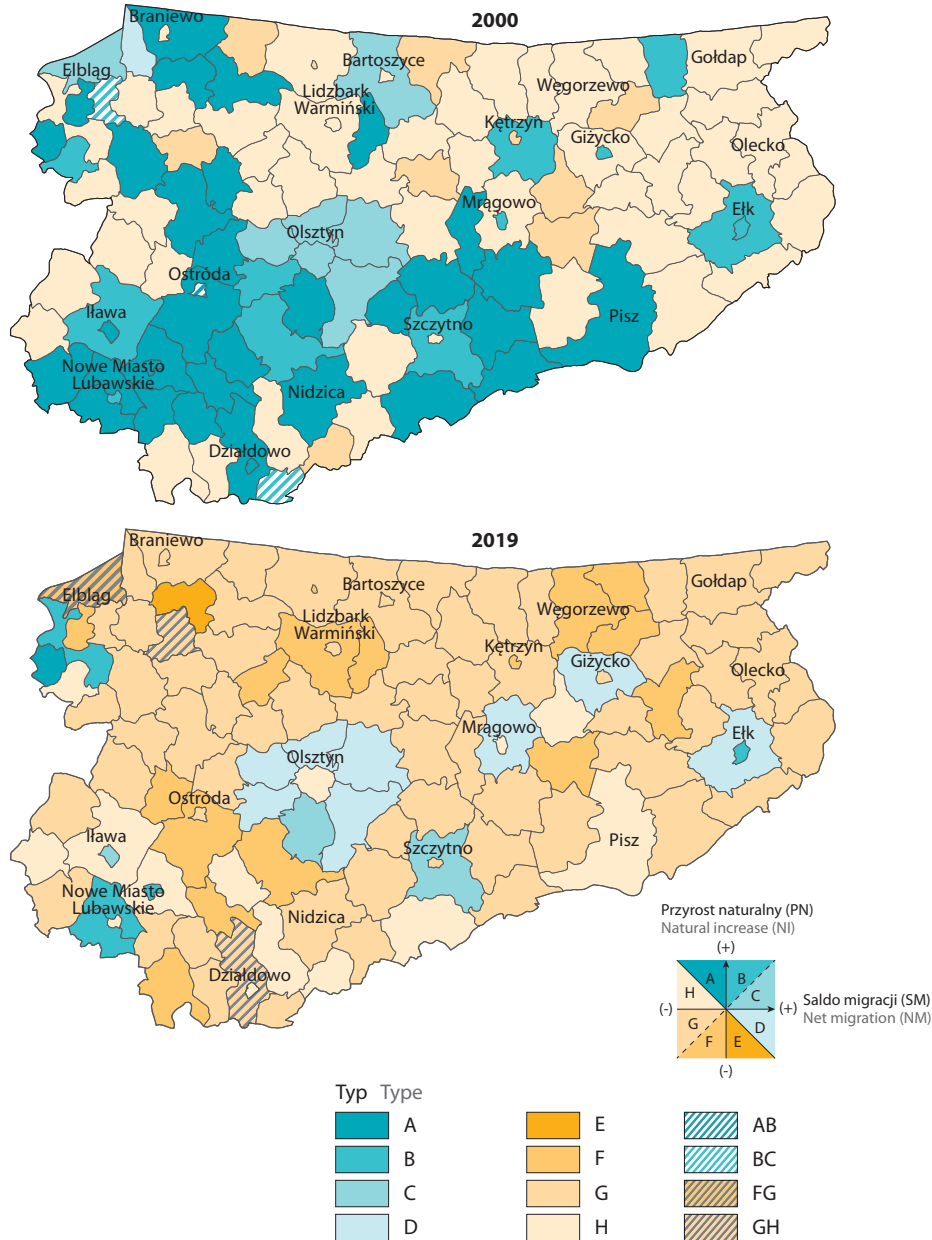 2000
Braniewo
Gołdap
Elbląg
Bartoszyce
Węgorzewo
Lidzbark
Warmiński
Kętrzyn
Giżycko
Olecko
Mrągowo
Ełk
Olsztyn
Ostróda
Iława
Szczytno
Pisz
Nowe Miasto
Lubawskie
Nidzica
Działdowo
2019
Braniewo
Gołdap
Elbląg
Bartoszyce
Węgorzewo
Lidzbark
Warmiński
Kętrzyn
Giżycko
Olecko
Mrągowo
Ełk
Olsztyn
Ostróda
Iława
Szczytno
Pisz
Nowe Miasto
Lubawskie
Nidzica
Działdowo
Przyrost naturalny (PN)
Natural increase (NI)
(+)
A B
H C
(-) (+) Saldo migracji (SM)
Net migration (NM)
G D
F E
(-)
Typ Type
A E AB
B F BC
C G FG
D H GH